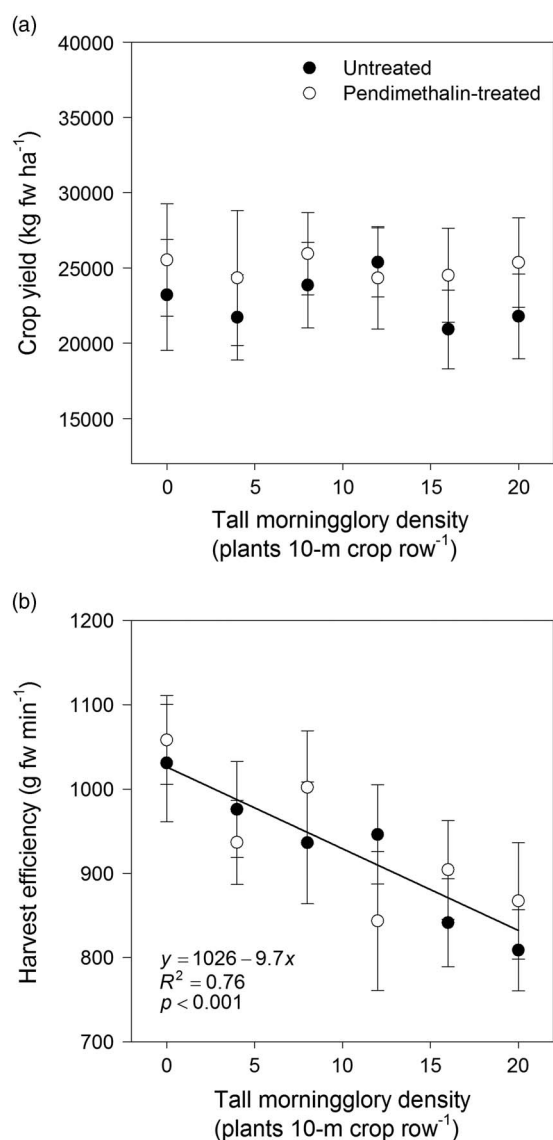 (a)
40000
35000
30000
25000
20000
15000
Crop yield (kg fw ha⁻¹)
Untreated
Pendimethalin-treated
0 5 10 15 20
Tall morningglory density
(plants 10-m crop row⁻¹)
(b)
1200
1100
1000
900
800
700
Harvest efficiency (g fw min⁻¹)
y = 1026 – 9.7x
R² = 0.76
p < 0.001
0 5 10 15 20
Tall morningglory density
(plants 10-m crop row⁻¹)